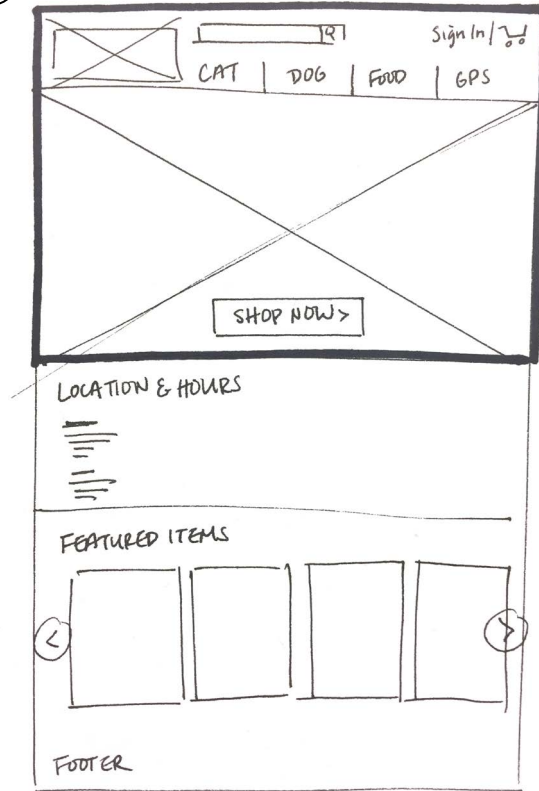 Sign In |
CAT | DOG | FOOD | GPS
SHOP NOW >
LOCATION & HOURS
FEATURED ITEMS
<
>
FOOTER